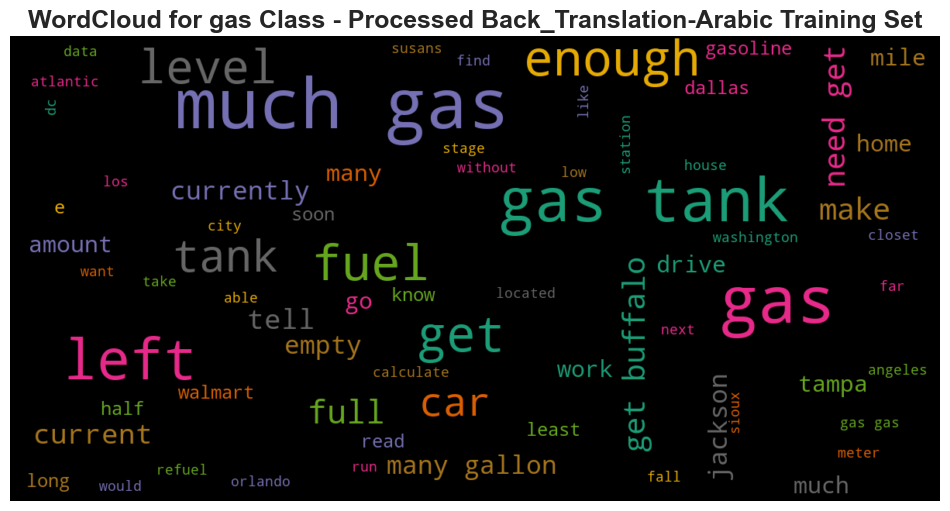 WordCloud for gas Class - Processed Back_Translation-Arabic Training Set
data
susans
find
enough
gasoline
mile
atlantic
level
dallas
need get
dc
much gas
like
stage
station
home
los
many
without
low
house
currently
gas tank
make
e
soon
city
washington
closet
amount
tank
fuel
drive
want
take
able
go
know
located
gas
far
tell
get
get buffalo
next
left
empty
calculate
work
angeles
walmart
full
car
jackson
sioux
tampa
half
current
read
least
gas gas
many gallon
meter
long
refuel
run
fall
would
orlando
much